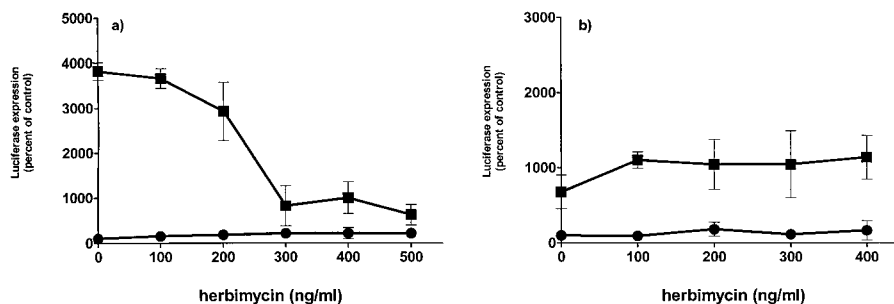 a)
Luciferase expression
(percent of control)
5000
4000
3000
2000
1000
0
0 100 200 300 400 500
herbimycin (ng/ml)
b)
Luciferase expression
(percent of control)
3000
2000
1000
0
0 100 200 300 400
herbimycin (ng/ml)